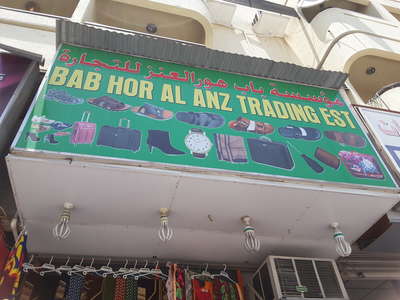 مؤسسة باب هور العنز للتجارة
BAB HOR AL ANZ TRADING EST